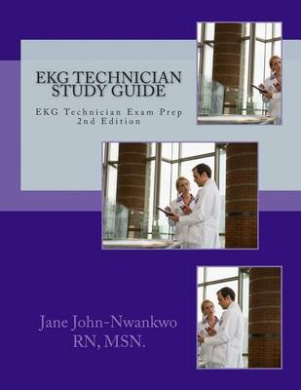 EKG TECHNICIAN
STUDY GUIDE
EKG Technician Exam Prep
2nd Edition
Jane John-Nwankwo
RN, MSN.